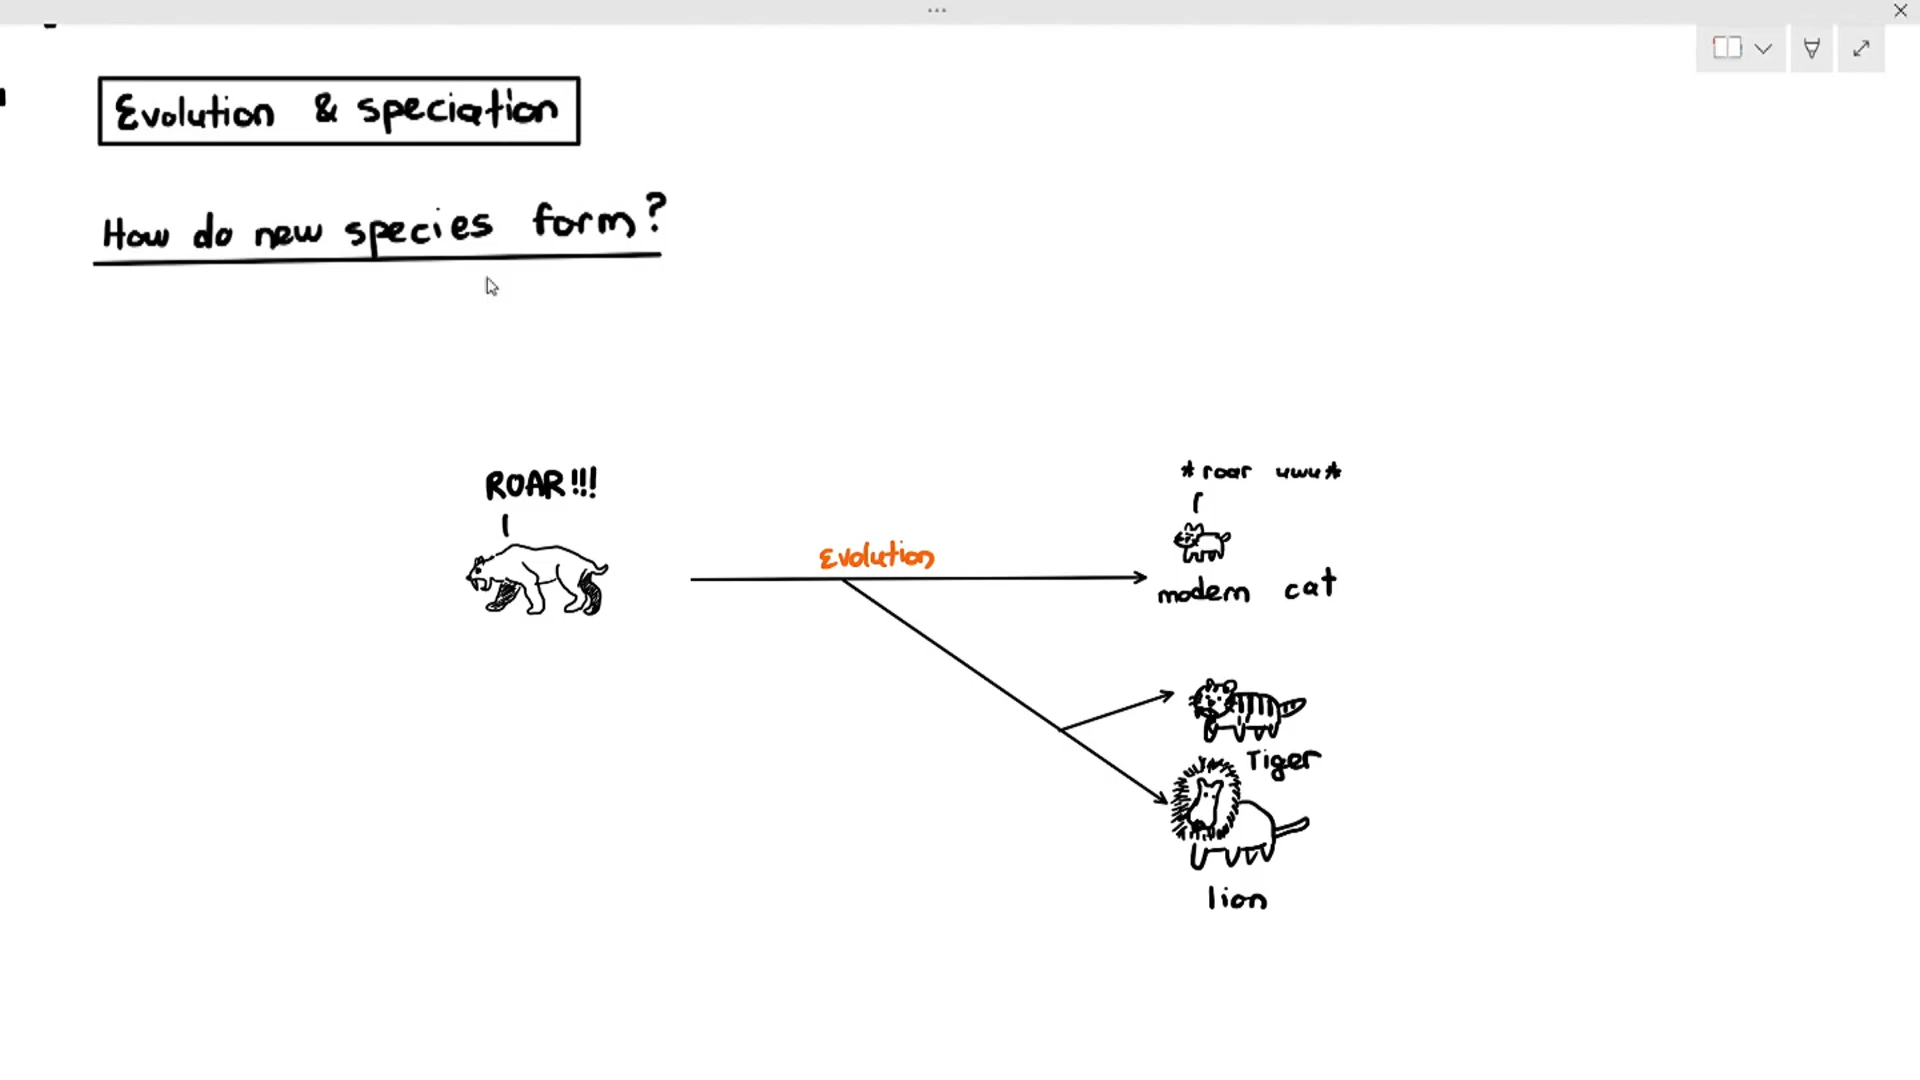 Evolution & speciation
How do new species form?
ROAR!!!
*roar uwu*
Evolution
modern cat
Tiger
lion